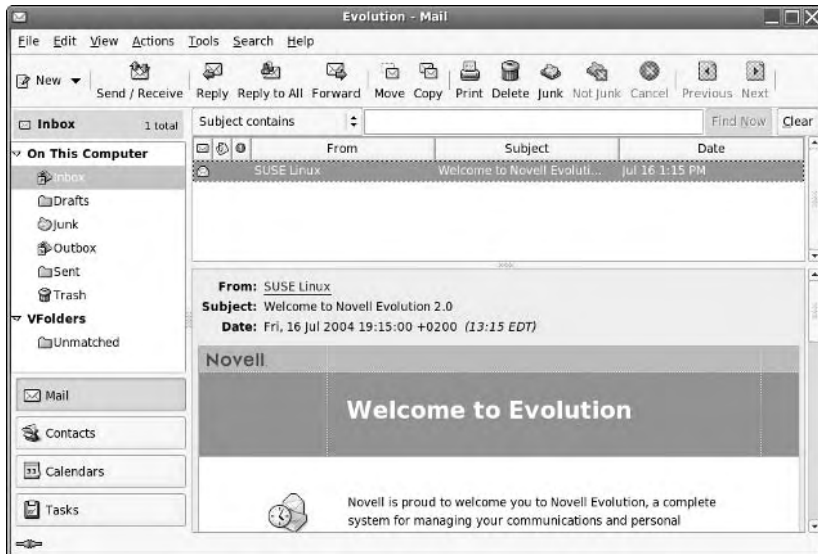 Evolution - Mail
File Edit View Actions Tools Search Help
New Send / Receive Reply Reply to All Forward Move Copy Print Delete Junk Not Junk Cancel Previous Next
Inbox 1 total
Subject contains Find Now Clear
On This Computer
Inbox
Drafts
Junk
Outbox
Sent
Trash
VFolders
Unmatched
Mail
Contacts
Calendars
Tasks
From Subject Date
SUSE Linux Welcome to Novell Evoluti... Jul 16 1:15 PM
From: SUSE Linux
Subject: Welcome to Novell Evolution 2.0
Date: Fri, 16 Jul 2004 19:15:00 +0200 (13:15 EDT)
Novell
Welcome to Evolution
Novell is proud to welcome you to Novell Evolution, a complete
system for managing your communications and personal